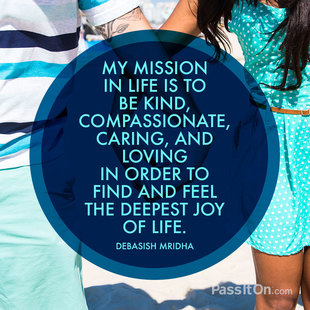 MY MISSION
IN LIFE IS TO
BE KIND,
COMPASSIONATE,
CARING, AND
LOVING
IN ORDER TO
FIND AND FEEL
THE DEEPEST JOY
OF LIFE.
DEBASISH MRIDHA
PassItOn.com